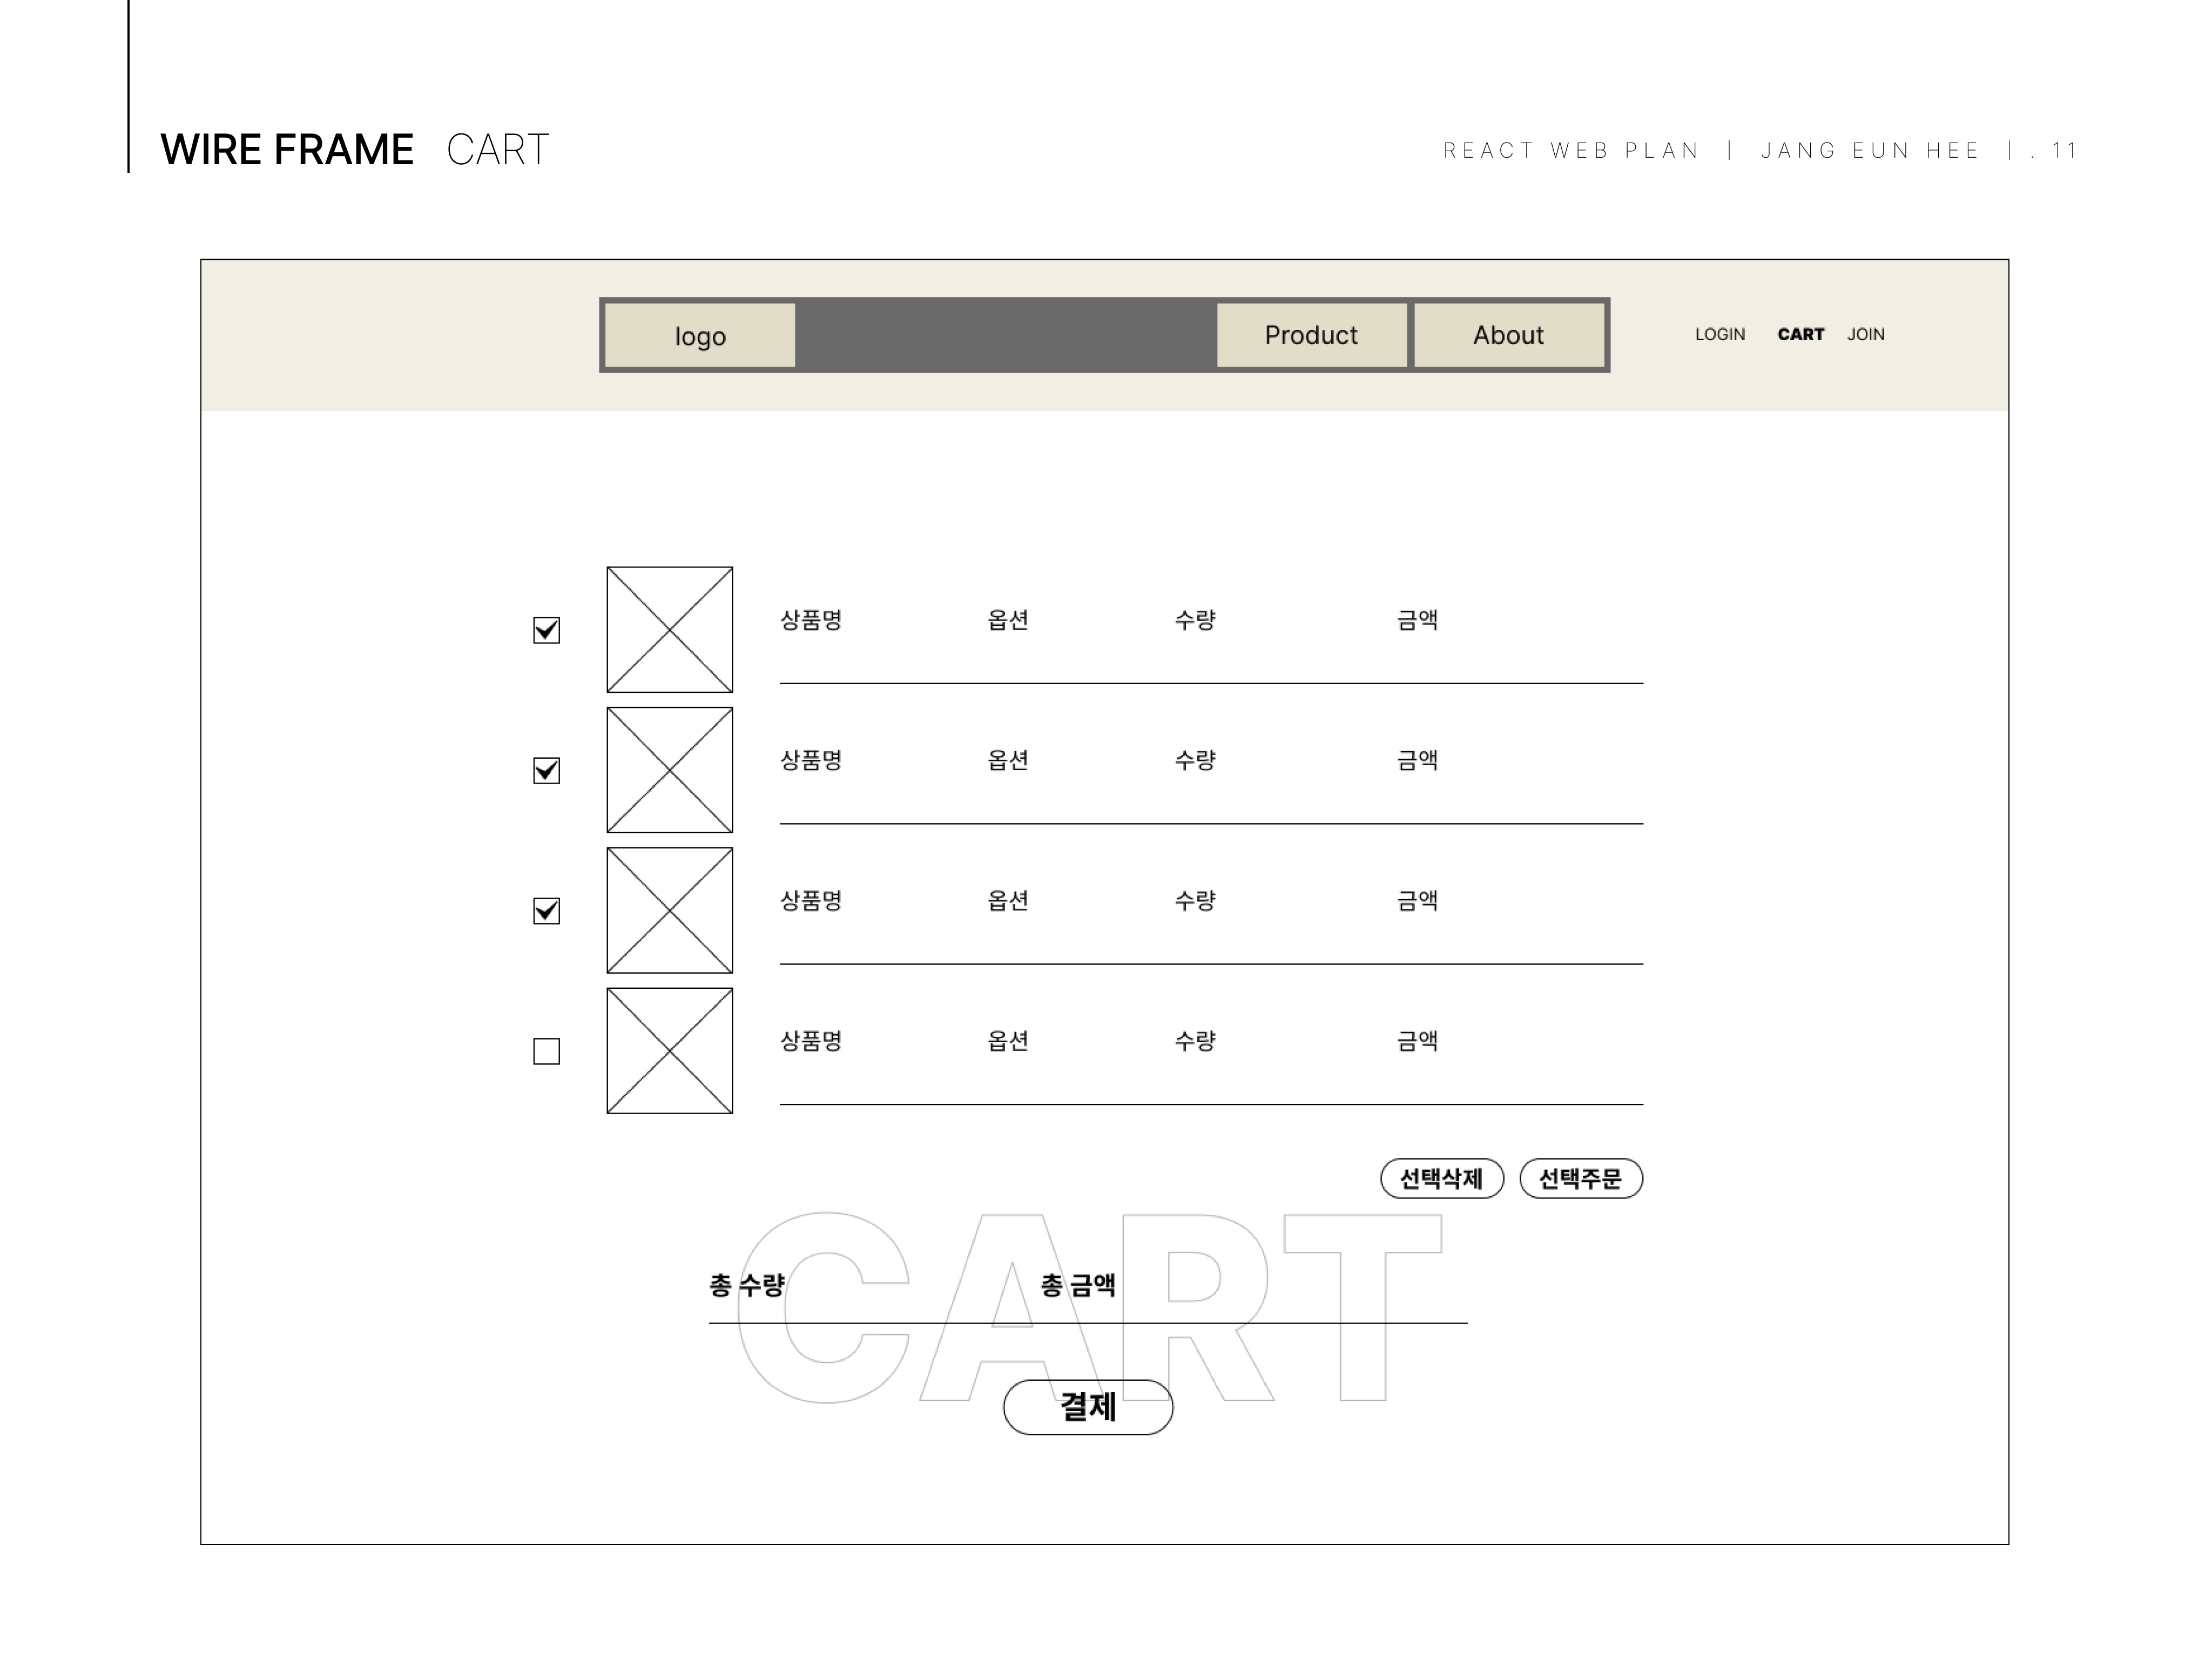 WIRE FRAME CART
REACT WEB PLAN | JANG EUN HEE | . 11
logo Product About LOGIN CART JOIN
상품명 옵션 수량 금액
상품명 옵션 수량 금액
상품명 옵션 수량 금액
상품명 옵션 수량 금액
선택삭제 선택주문
CART
총 수량 총 금액
결제